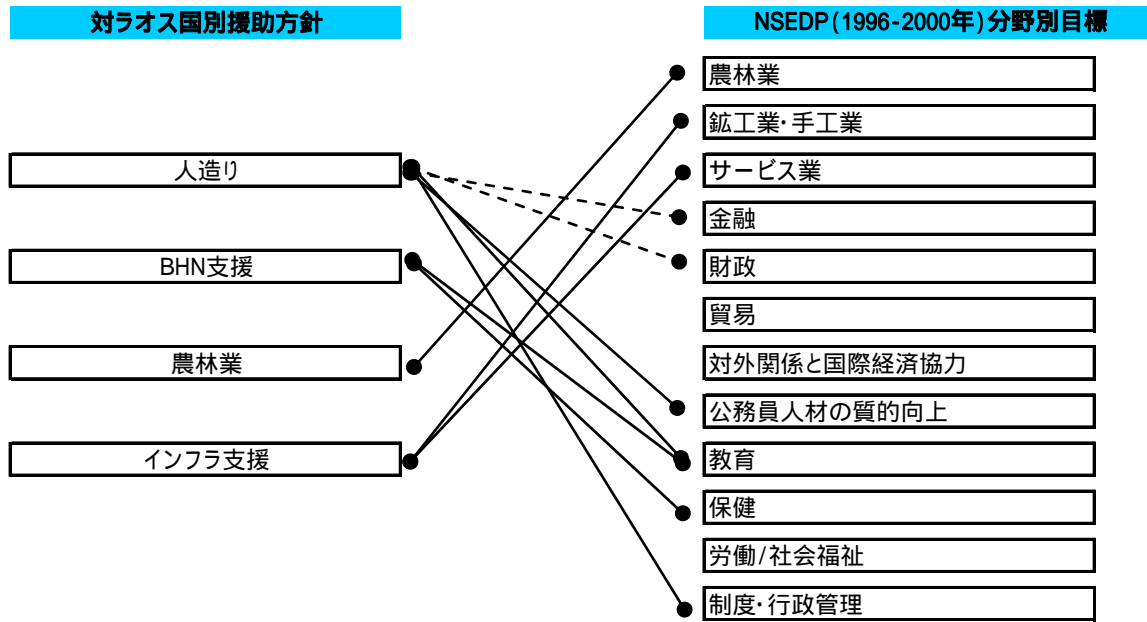 対ラオス国別援助方針
人造り
BHN支援
農林業
インフラ支援
NSEDP(1996-2000年)分野別目標
農林業
鉱工業・手工業
サービス業
金融
財政
貿易
対外関係と国際経済協力
公務員人材の質的向上
教育
保健
労働/社会福祉
制度・行政管理